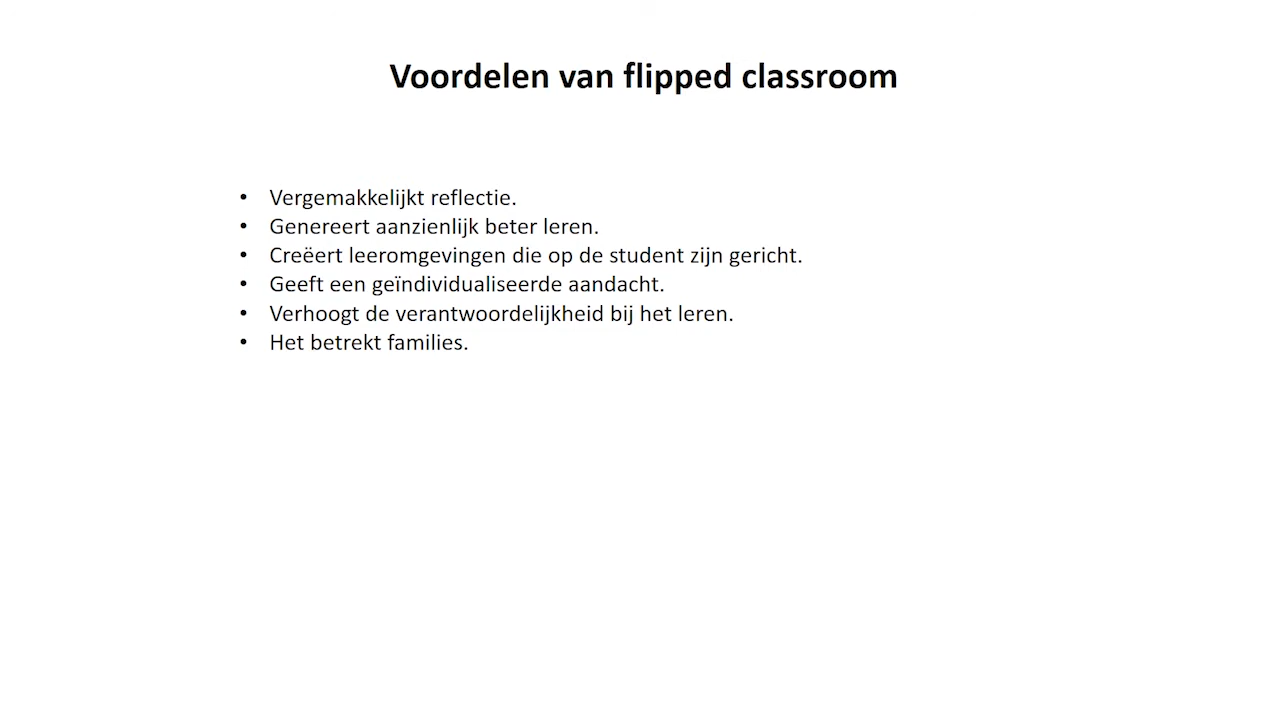 Voordelen van flipped classroom
• Vergemakkelijkt reflectie.
• Genereert aanzienlijk beter leren.
• Creëert leeromgevingen die op de student zijn gericht.
• Geeft een geïndividualiseerde aandacht.
• Verhoogt de verantwoordelijkheid bij het leren.
• Het betrekt families.